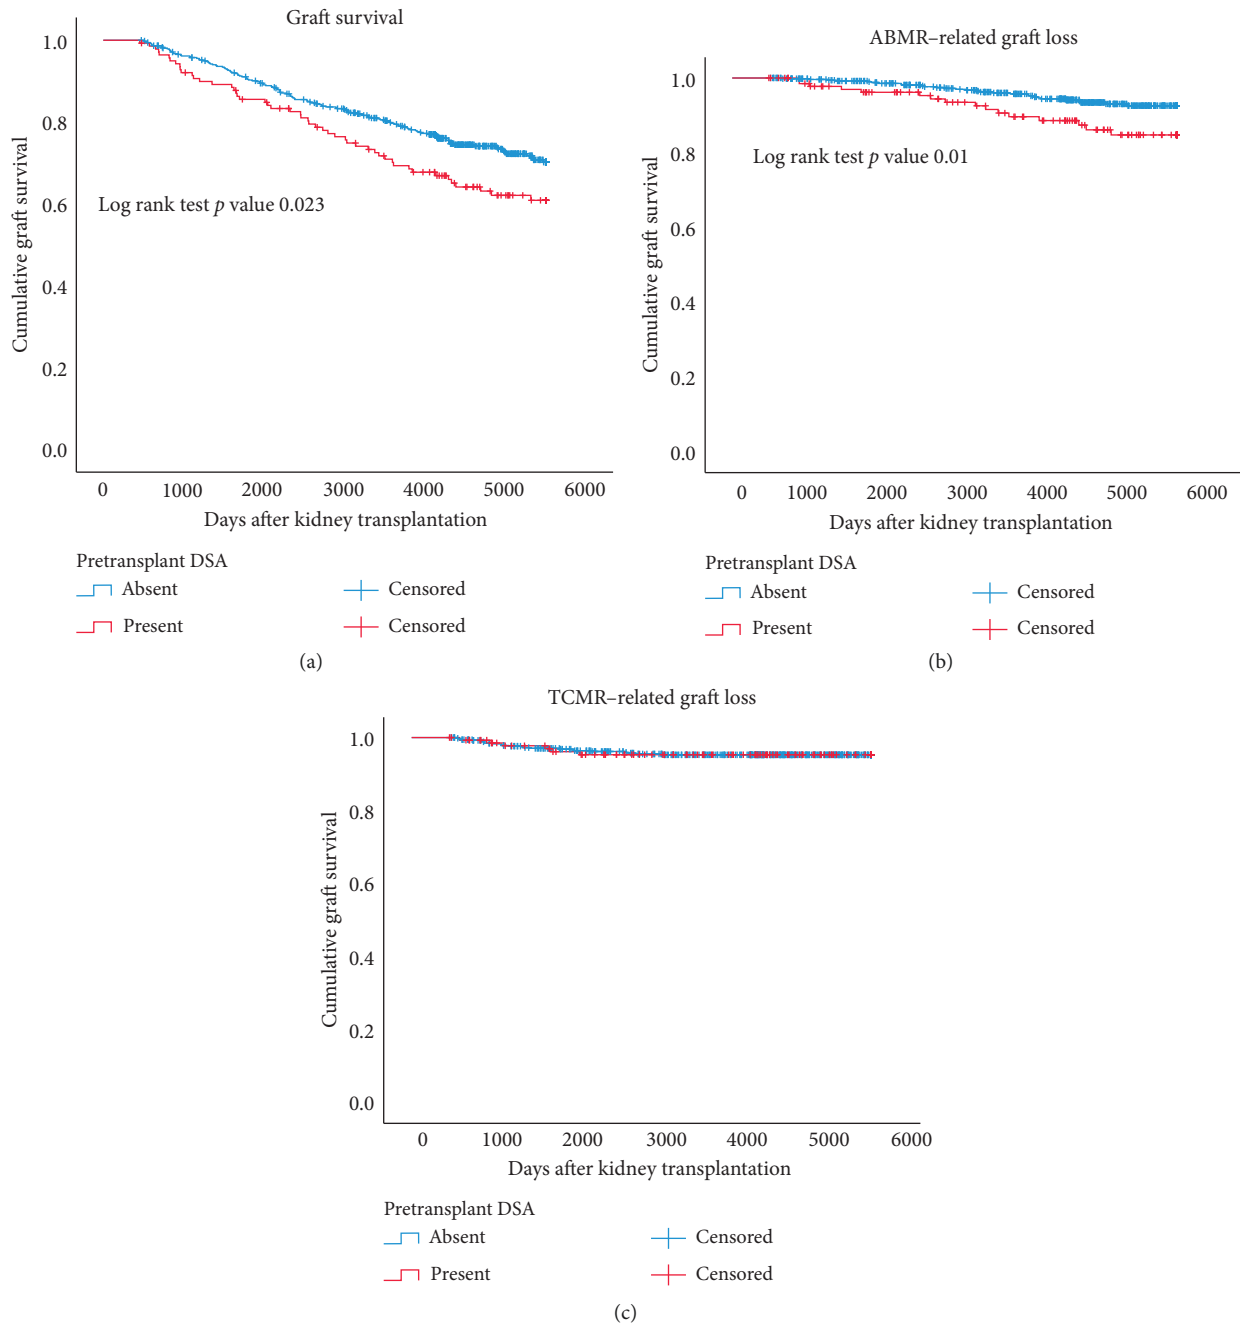 Graft survival
Cumulative graft survival
1.0
0.8
0.6
0.4
0.2
0.0
Log rank test p value 0.023
0 1000 2000 3000 4000 5000 6000
Days after kidney transplantation
Pretransplant DSA
Absent Censored
Present Censored
(a)
ABMR–related graft loss
Cumulative graft survival
1.0
0.8
0.6
0.4
0.2
0.0
Log rank test p value 0.01
0 1000 2000 3000 4000 5000 6000
Days after kidney transplantation
Pretransplant DSA
Absent Censored
Present Censored
(b)
TCMR–related graft loss
Cumulative graft survival
1.0
0.8
0.6
0.4
0.2
0.0
0 1000 2000 3000 4000 5000 6000
Days after kidney transplantation
Pretransplant DSA
Absent Censored
Present Censored
(c)